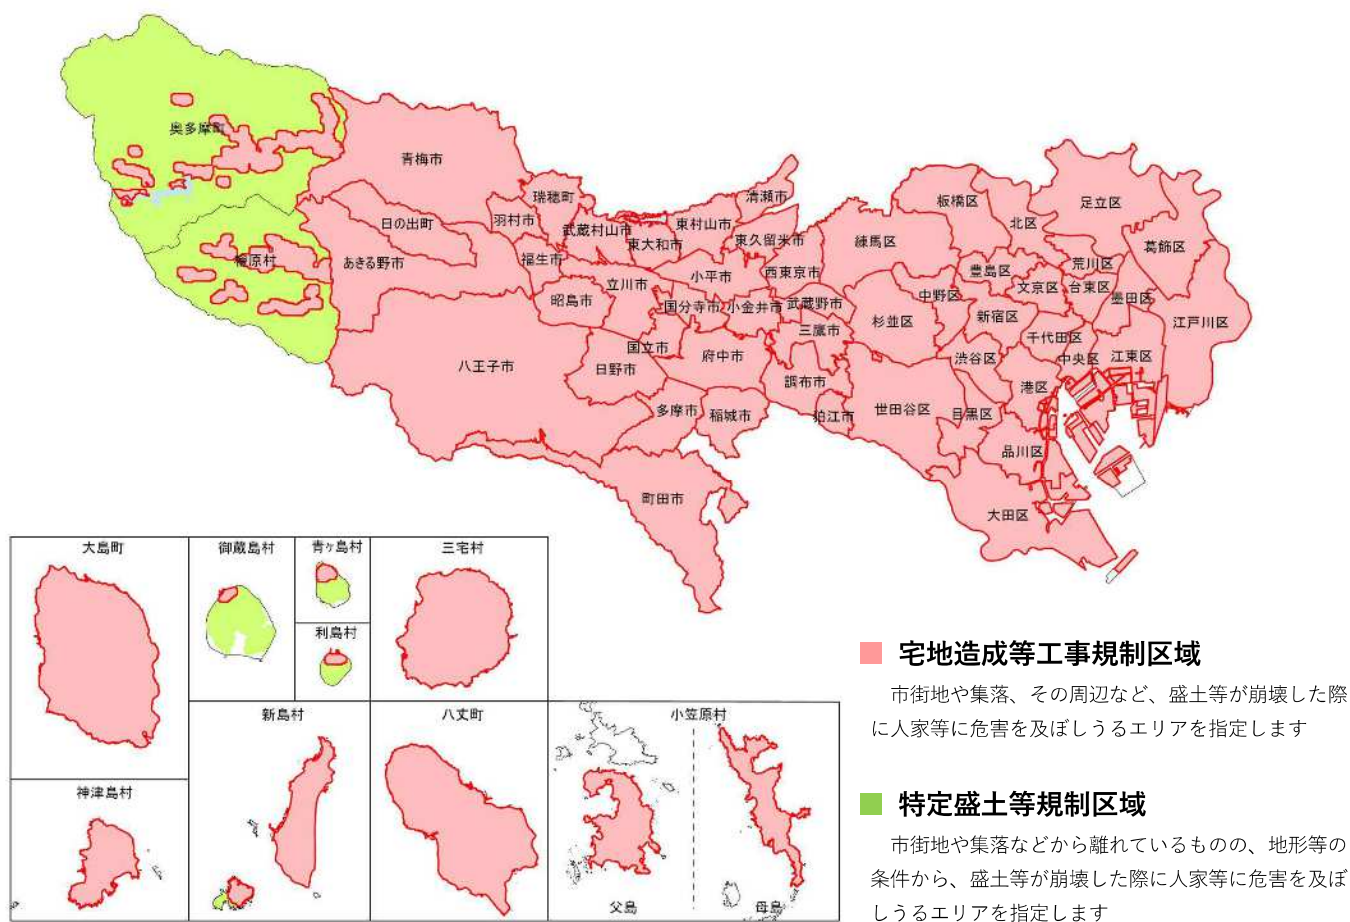 奥多摩町
檜原村
青梅市
日の出町
あきる野市
瑞穂町
羽村市
福生市
昭島市
八王子市
武蔵村山市
東大和市
東村山市
清瀬市
東久留米市
立川市
小平市
西東京市
国分寺市
小金井市
武蔵野市
三鷹市
国立市
府中市
日野市
調布市
多摩市
稲城市
狛江市
町田市
板橋区
北区
足立区
葛飾区
練馬区
豊島区
荒川区
文京区
台東区
墨田区
中野区
杉並区
新宿区
千代田区
江戸川区
渋谷区
中央区
江東区
港区
世田谷区
目黒区
品川区
大田区
大島町
御蔵島村
青ヶ島村
三宅村
利島村
神津島村
新島村
八丈町
小笠原村
父島
母島
宅地造成等工事規制区域
市街地や集落、その周辺など、盛土等が崩壊した際
に人家等に危害を及ぼしうるエリアを指定します
特定盛土等規制区域
市街地や集落などから離れているものの、地形等の
条件から、盛土等が崩壊した際に人家等に危害を及ぼ
しうるエリアを指定します